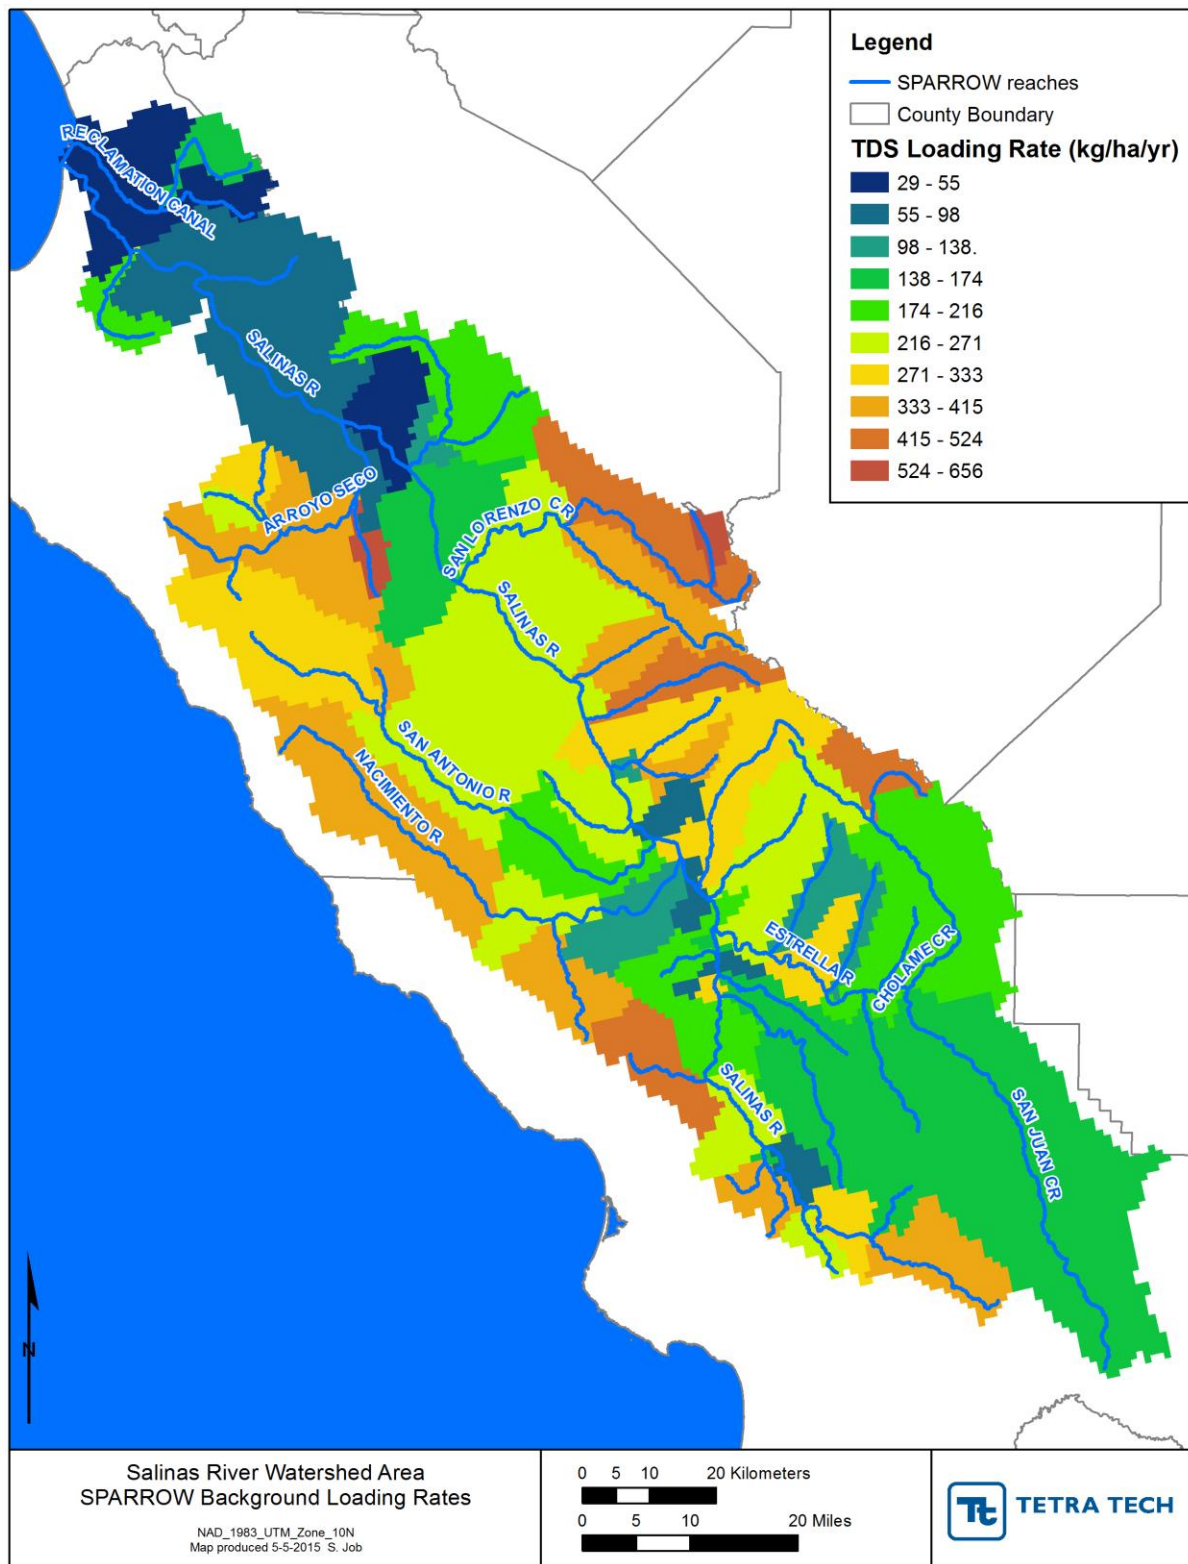 Legend
SPARROW reaches
County Boundary
TDS Loading Rate (kg/ha/yr)
29 - 55
55 - 98
98 - 138.
138 - 174
174 - 216
216 - 271
271 - 333
333 - 415
415 - 524
524 - 656
RECLAMATION CANAL
SALINAS R
ARROYO SECO
SAN LORENZO CR
SALINAS R
SAN ANTONIO R
NACIMIENTO R
ESTRELLA R
CHOLAME CR
SALINAS R
SAN JUAN CR
N
Salinas River Watershed Area
SPARROW Background Loading Rates
NAD_1983_UTM_Zone_10N
Map produced 5-5-2015 S. Job
0 5 10 20 Kilometers
0 5 10 20 Miles
Tt
TETRA TECH